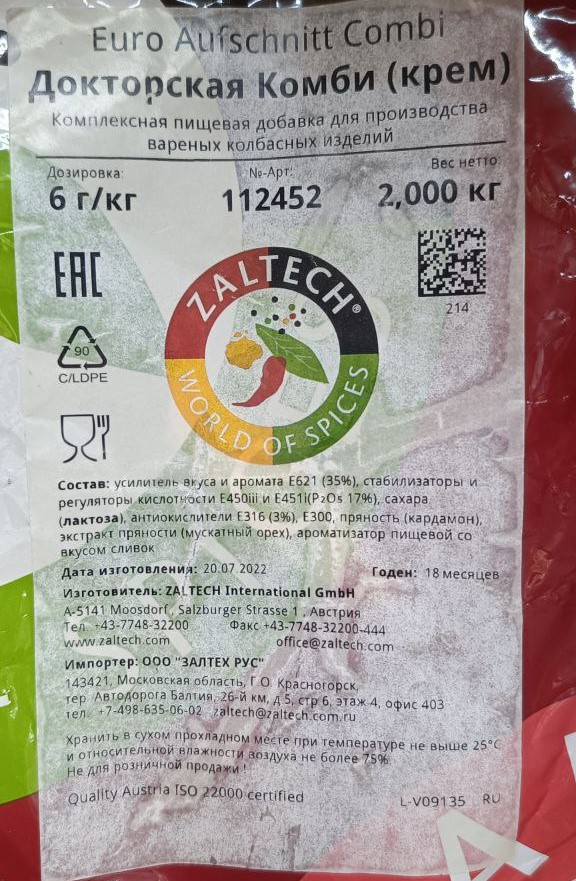 Euro Aufschnitt Combi
Докторская Комби (крем)
Комплексная пищевая добавка для производства
вареных колбасных изделий
Дозировка: №-Арт: Вес нетто
6 г/кг 112452 2,000 кг
EAC
214
90
C/LDPE
ZALTECH®
WORLD OF SPICES
Состав: усилитель вкуса и аромата Е621 (35%), стабилизаторы и
регуляторы кислотности Е450iii и Е451i(P₂O₅ 17%), сахара
(лактоза), антиокислители Е316 (3%), Е300, пряность (кардамон),
экстракт пряности (мускатный орех), ароматизатор пищевой со
вкусом сливок
Дата изготовления: 20.07.2022 Годен: 18 месяцев
Изготовитель: ZALTECH International GmbH
A-5141 Moosdorf , Salzburger Strasse 1 , Австрия
Тел. +43-7748-32200 Факс +43-7748-32200-444
www.zaltech.com office@zaltech.com
Импортер: ООО "ЗАЛТЕХ РУС"
143421, Московская область, Г.О. Красногорск,
тер. Автодорога Балтия, 26-й км, д.5, стр.6, этаж 4, офис 403
тел. +7-498-635-06-02 zaltech@zaltech.com.ru
Хранить в сухом прохладном месте при температуре не выше 25°C
и относительной влажности воздуха не более 75%.
Не для розничной продажи!
Quality Austria ISO 22000 certified L-V09135 RU